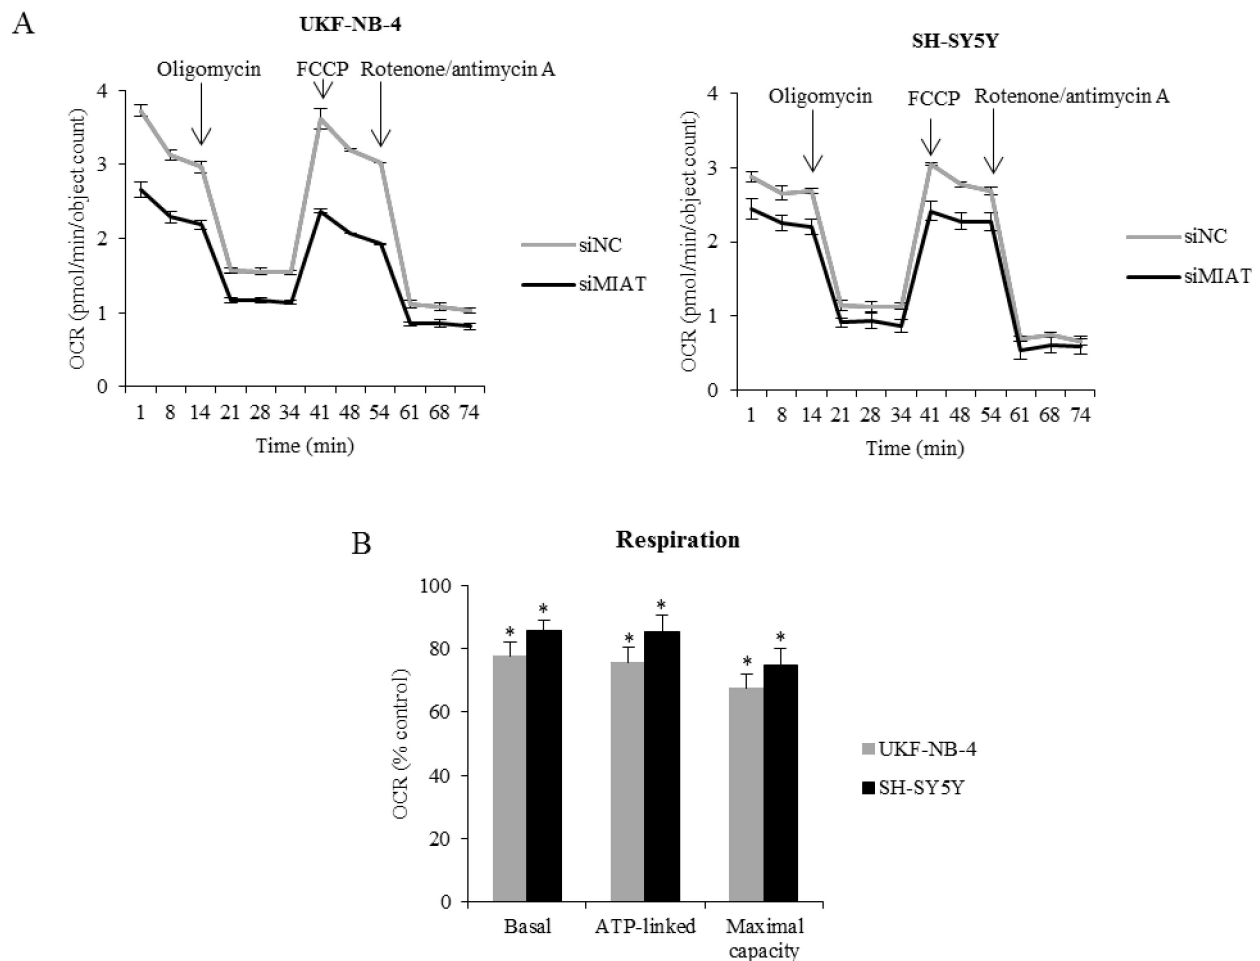 A
UKF-NB-4
Oligomycin FCCP Rotenone/antimycin A
OCR (pmol/min/object count)
4
3
2
1
0
1 8 14 21 28 34 41 48 54 61 68 74
Time (min)
siNC
siMIAT
SH-SY5Y
Oligomycin FCCP Rotenone/antimycin A
OCR (pmol/min/object count)
4
3
2
1
0
1 8 14 21 28 34 41 48 54 61 68 74
Time (min)
siNC
siMIAT
B
Respiration
OCR (% control)
100
80
60
40
20
0
* * * * * *
Basal ATP-linked Maximal
capacity
UKF-NB-4
SH-SY5Y